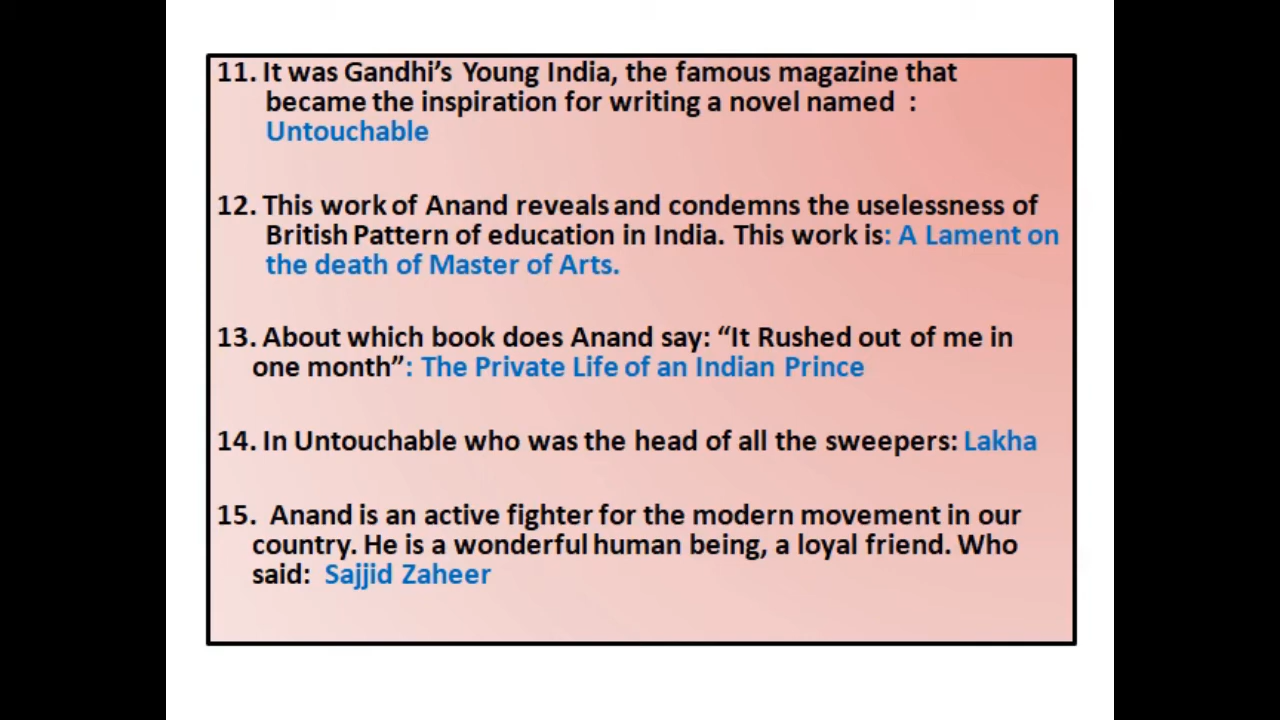 11. It was Gandhi’s Young India, the famous magazine that
became the inspiration for writing a novel named :
Untouchable
12. This work of Anand reveals and condemns the uselessness of
British Pattern of education in India. This work is: A Lament on
the death of Master of Arts.
13. About which book does Anand say: “It Rushed out of me in
one month”: The Private Life of an Indian Prince
14. In Untouchable who was the head of all the sweepers: Lakha
15. Anand is an active fighter for the modern movement in our
country. He is a wonderful human being, a loyal friend. Who
said: Sajjid Zaheer